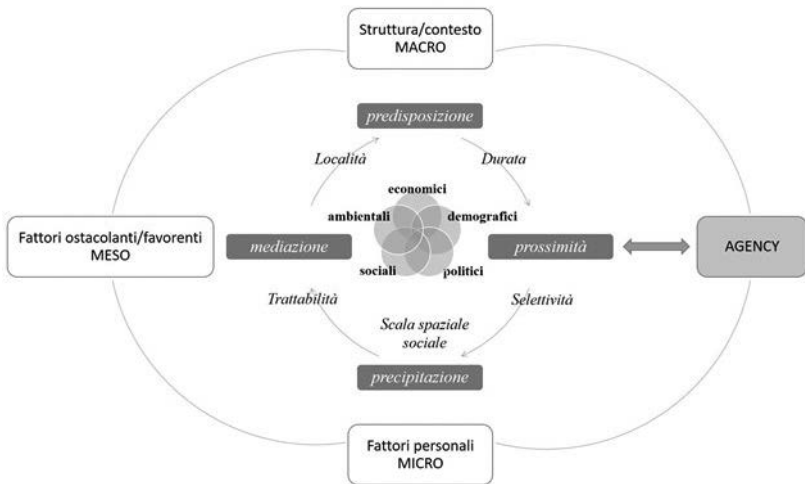 Struttura/contesto
MACRO
predisposizione
Località
Durata
economici
ambientali
demografici
Fattori ostacolanti/favorenti
MESO
mediazione
prossimità
AGENCY
sociali
politici
Trattabilità
Selettività
Scala spaziale
sociale
precipitazione
Fattori personali
MICRO